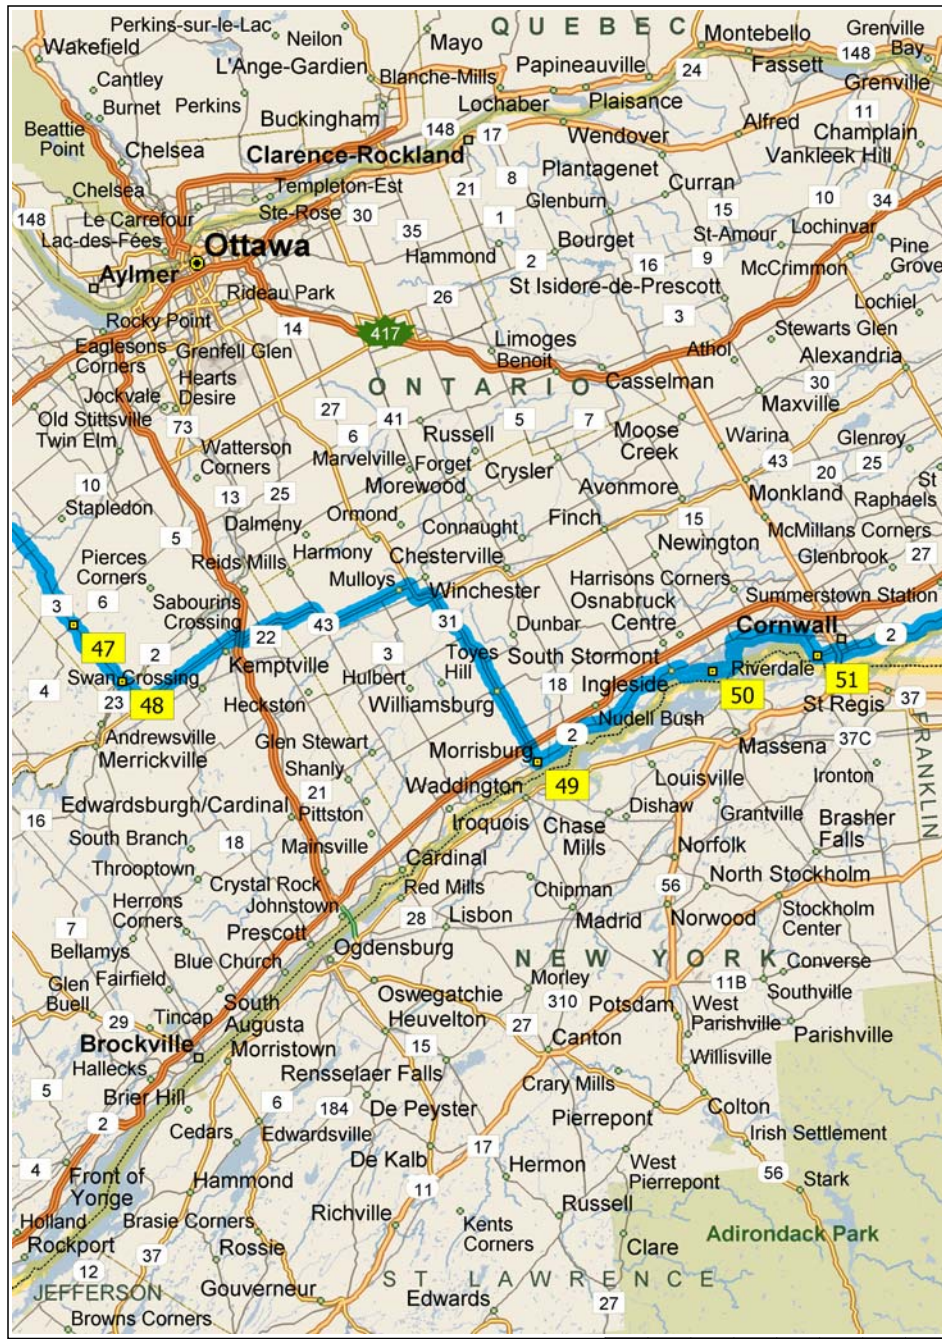 QUEBEC
Perkins-sur-le-Lac
Neilon
Mayo
Montebello
Grenville
Bay
Wakefield
L'Ange-Gardien
Blanche-Mills
Papineauville
24
Fassett
148
Cantley
Burnet
Perkins
Lochaber
Plaisance
Grenville
Buckingham
148
17
Wendover
Alfred
11
Champlain
Beattie
Point
Chelsea
Clarence-Rockland
Plantagenet
Vankleek Hill
Chelsea
Templeton-Est
21
8
Curran
10
34
148
Le Carrefour
Ste-Rose
30
1
Glenburn
15
Lochinvar
Lac-des-Fées
Ottawa
35
Hammond
Bourget
St-Amour
Pine
Grove
Aylmer
2
16
9
McCrimmon
Rideau Park
26
St Isidore-de-Prescott
Lochiel
Rocky Point
14
417
3
Stewarts Glen
Eaglesons
Corners
Grenfell Glen
Limoges
Benoit
Athol
Alexandria
Hearts
Desire
ONTARIO
Casselman
30
Jockvale
27
41
5
7
Maxville
Old Stittsville
73
6
Russell
Moose
Creek
Warina
Glenroy
Twin Elm
Watterson
Corners
Marvelville
Forget
Crysler
43
20
25
10
Morewood
Avonmore
Monkland
St
Raphaels
Stapledon
13
25
Ormond
Connaught
Finch
15
McMillans Corners
5
Dalmeny
Harmony
Chesterville
Newington
Glenbrook
27
Pierces
Corners
Reids Mills
Mulloys
Winchester
Harrisons Corners
3
6
Sabourins
Crossing
43
31
Osnabruck
Centre
Summerstown Station
47
2
22
Dunbar
Cornwall
2
Kemptville
3
Toyes
Hill
South Stormont
Swan Crossing
Hulbert
18
Ingleside
50
Riverdale
51
4
23
48
Heckston
Williamsburg
St Regis
37
Andrewsville
Nudell Bush
Merrickville
Glen Stewart
Morrisburg
2
Massena
37C
FRANKLIN
Shanly
Waddington
49
Louisville
Ironton
21
Edwardsburgh/Cardinal
Pittston
Iroquois
Dishaw
Grantville
16
Chase
Mills
Brasher
Falls
South Branch
18
Mainsville
Norfolk
Throoptown
Cardinal
Crystal Rock
Red Mills
Chipman
56
North Stockholm
Herrons
Corners
Johnstown
28
Lisbon
Madrid
Norwood
Stockholm
Center
7
Prescott
Bellamys
Ogdensburg
NEW YORK
Converse
Blue Church
Morley
11B
Glen
Buell
Fairfield
Oswegatchie
310
Potsdam
Southville
South
Augusta
Heuvelton
27
West
Parishville
29
Tincap
Canton
Parishville
Brockville
Morristown
15
Willisville
Hallecks
Rensselaer Falls
5
Brier Hill
Crary Mills
6
184
De Peyster
Pierrepont
Colton
2
Cedars
Edwardsville
17
Irish Settlement
4
De Kalb
Hermon
West
Pierrepont
56
Front of
Yonge
Hammond
11
Stark
Richville
Russell
Holland
Brasie Corners
Kents
Corners
Adirondack Park
Rockport
37
Rossie
Clare
12
Gouverneur
ST LAWRENCE
JEFFERSON
Edwards
27
Browns Corners